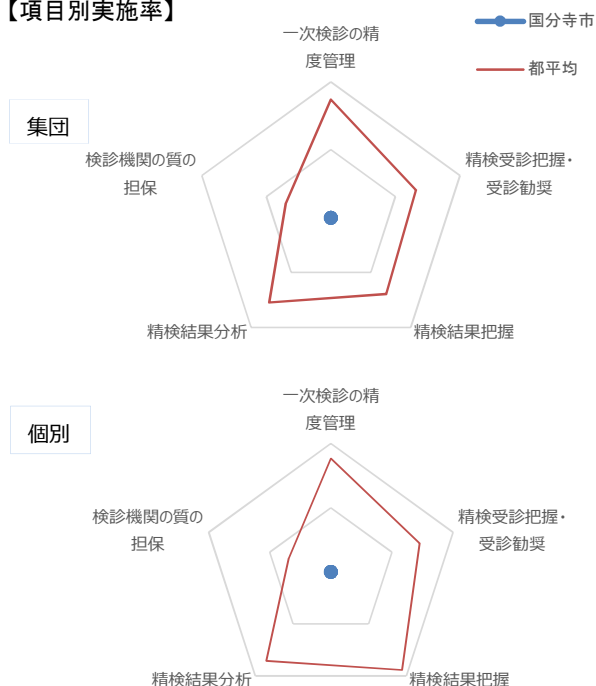 【項目別実施率】
国分寺市
都平均
集団
一次検診の精
度管理
精検受診把握・
受診勧奨
精検結果把握
精検結果分析
検診機関の質の
担保
個別
一次検診の精
度管理
精検受診把握・
受診勧奨
精検結果把握
精検結果分析
検診機関の質の
担保